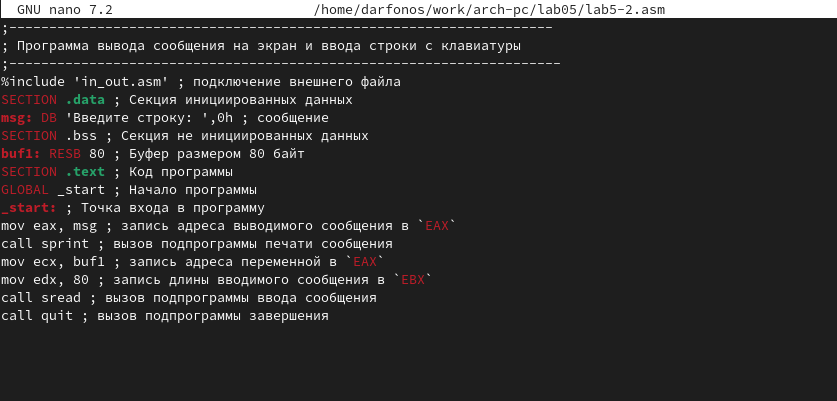 GNU nano 7.2 /home/darfonos/work/arch-pc/lab05/lab5-2.asm
;--------------------------------------------------------------------
; Программа вывода сообщения на экран и ввода строки с клавиатуры
;---------------------------------------------------------------------
%include 'in_out.asm' ; подключение внешнего файла
SECTION .data ; Секция инициированных данных
msg: DB 'Введите строку: ',0h ; сообщение
SECTION .bss ; Секция не инициированных данных
buf1: RESB 80 ; Буфер размером 80 байт
SECTION .text ; Код программы
GLOBAL _start ; Начало программы
_start: ; Точка входа в программу
mov eax, msg ; запись адреса выводимого сообщения в `EAX`
call sprint ; вызов подпрограммы печати сообщения
mov ecx, buf1 ; запись адреса переменной в `EAX`
mov edx, 80 ; запись длины вводимого сообщения в `EBX`
call sread ; вызов подпрограммы ввода сообщения
call quit ; вызов подпрограммы завершения